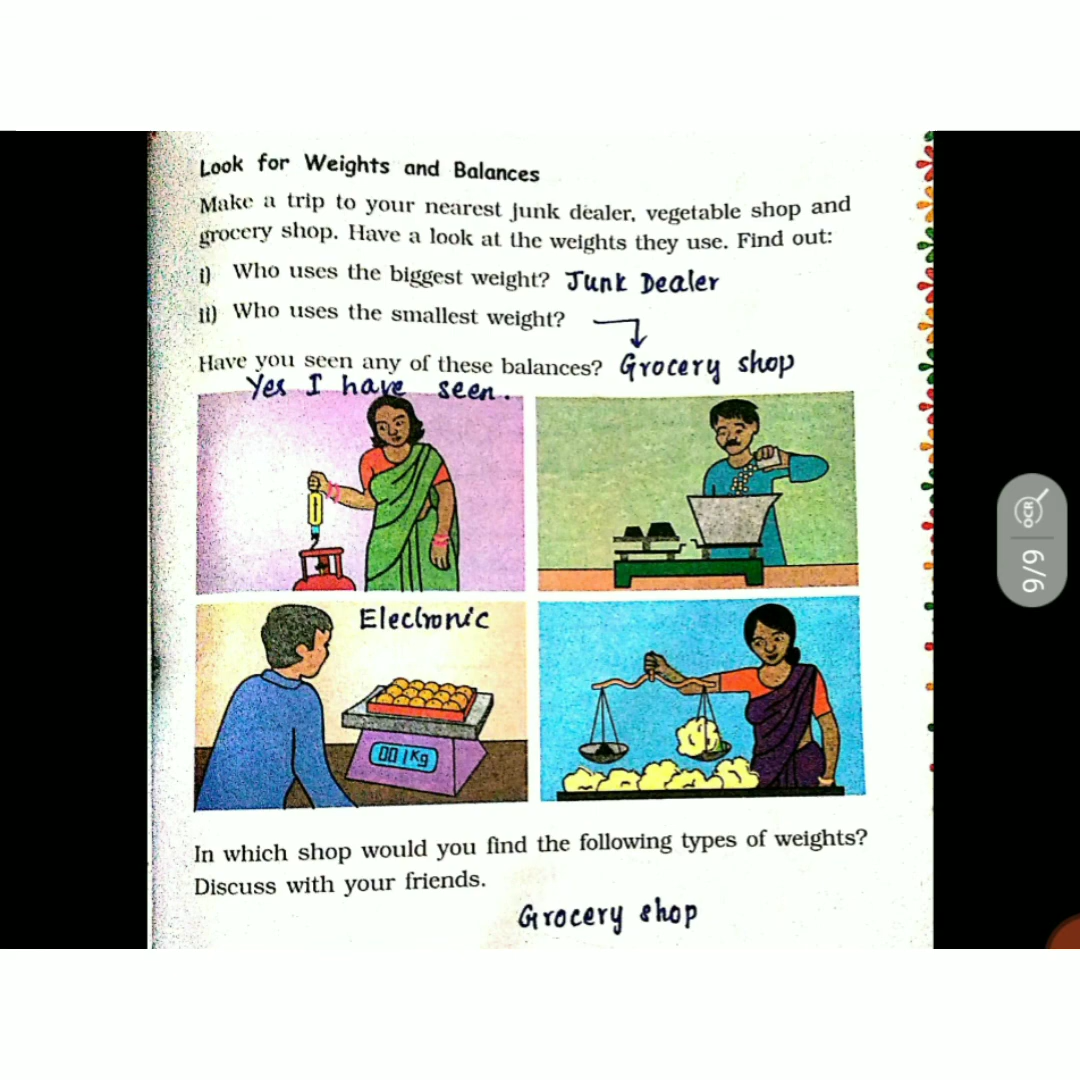 Look for Weights and Balances
Make a trip to your nearest junk dealer, vegetable shop and
grocery shop. Have a look at the weights they use. Find out:
i) Who uses the biggest weight? Junk Dealer
ii) Who uses the smallest weight?
Have you seen any of these balances? Grocery shop
Yes I have seen.
Electronic
001Kg
In which shop would you find the following types of weights?
Discuss with your friends.
Grocery shop
OCR
9/9